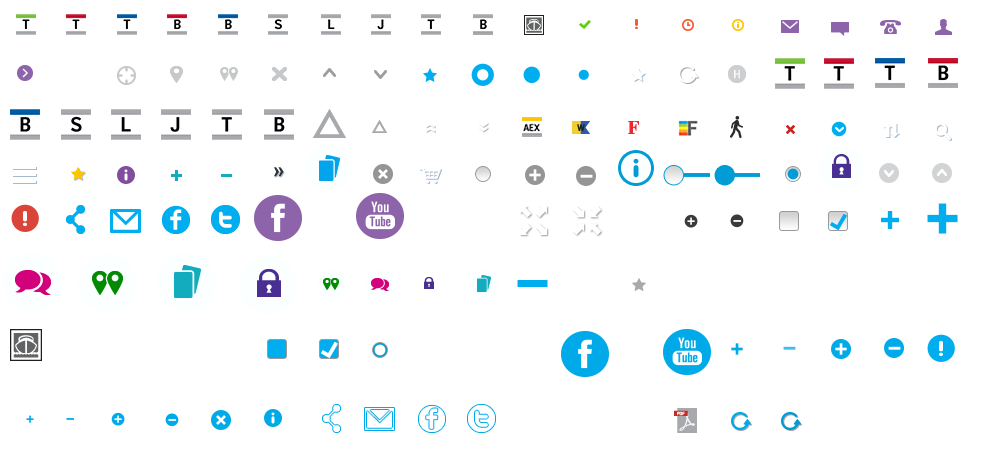 T T T B B S L J T B
H T T T B
B S L J T B AEX V F F
You
Tube
You
Tube
PDF